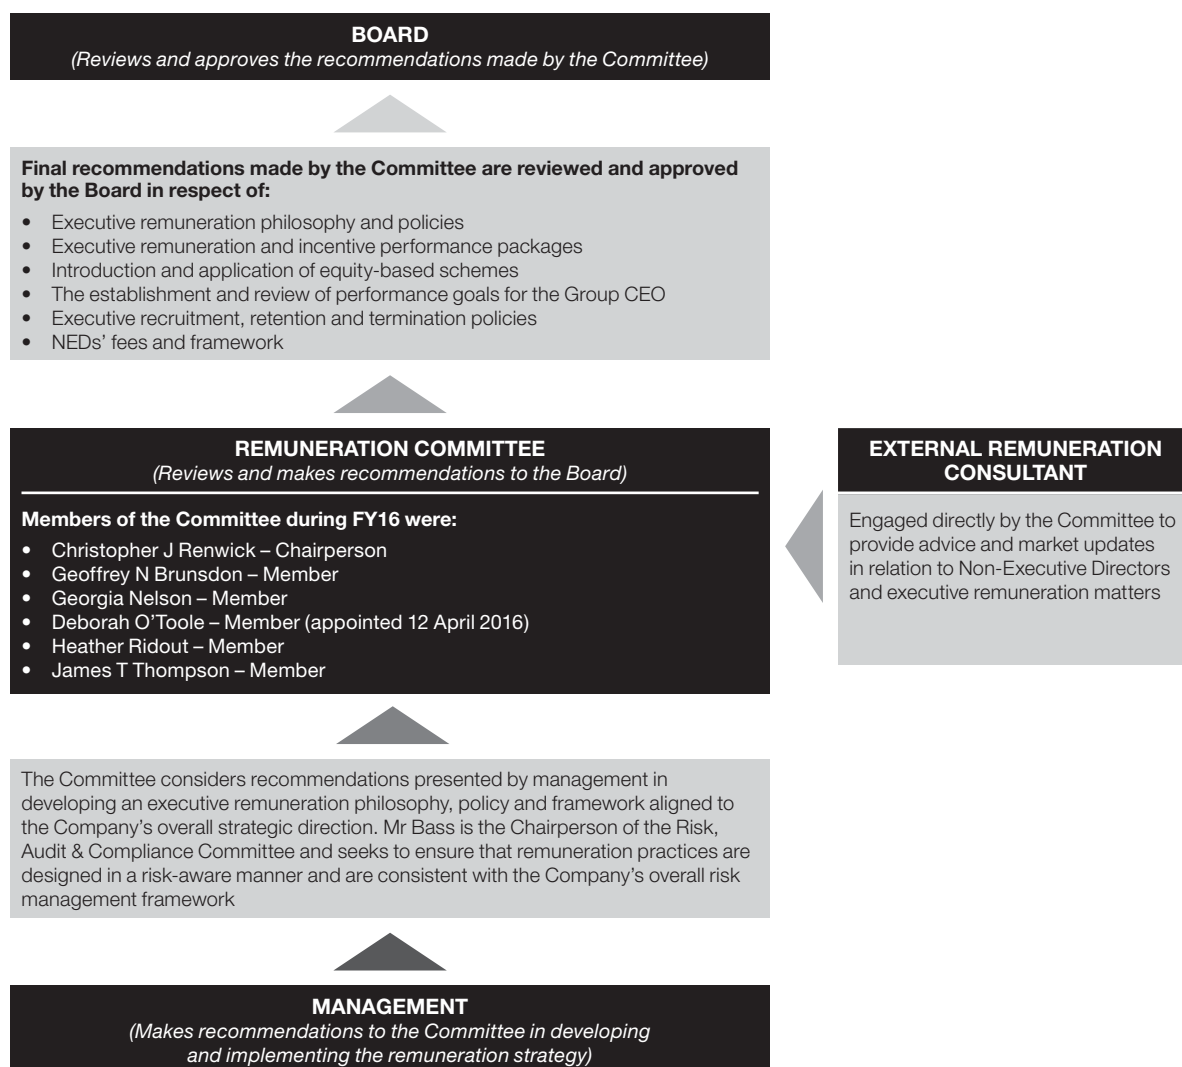 BOARD
(Reviews and approves the recommendations made by the Committee)
Final recommendations made by the Committee are reviewed and approved
by the Board in respect of:
• Executive remuneration philosophy and policies
• Executive remuneration and incentive performance packages
• Introduction and application of equity-based schemes
• The establishment and review of performance goals for the Group CEO
• Executive recruitment, retention and termination policies
• NEDs’ fees and framework
REMUNERATION COMMITTEE
(Reviews and makes recommendations to the Board)
Members of the Committee during FY16 were:
• Christopher J Renwick – Chairperson
• Geoffrey N Brunsdon – Member
• Georgia Nelson – Member
• Deborah O’Toole – Member (appointed 12 April 2016)
• Heather Ridout – Member
• James T Thompson – Member
EXTERNAL REMUNERATION
CONSULTANT
Engaged directly by the Committee to
provide advice and market updates
in relation to Non-Executive Directors
and executive remuneration matters
The Committee considers recommendations presented by management in
developing an executive remuneration philosophy, policy and framework aligned to
the Company’s overall strategic direction. Mr Bass is the Chairperson of the Risk,
Audit & Compliance Committee and seeks to ensure that remuneration practices are
designed in a risk-aware manner and are consistent with the Company’s overall risk
management framework
MANAGEMENT
(Makes recommendations to the Committee in developing
and implementing the remuneration strategy)